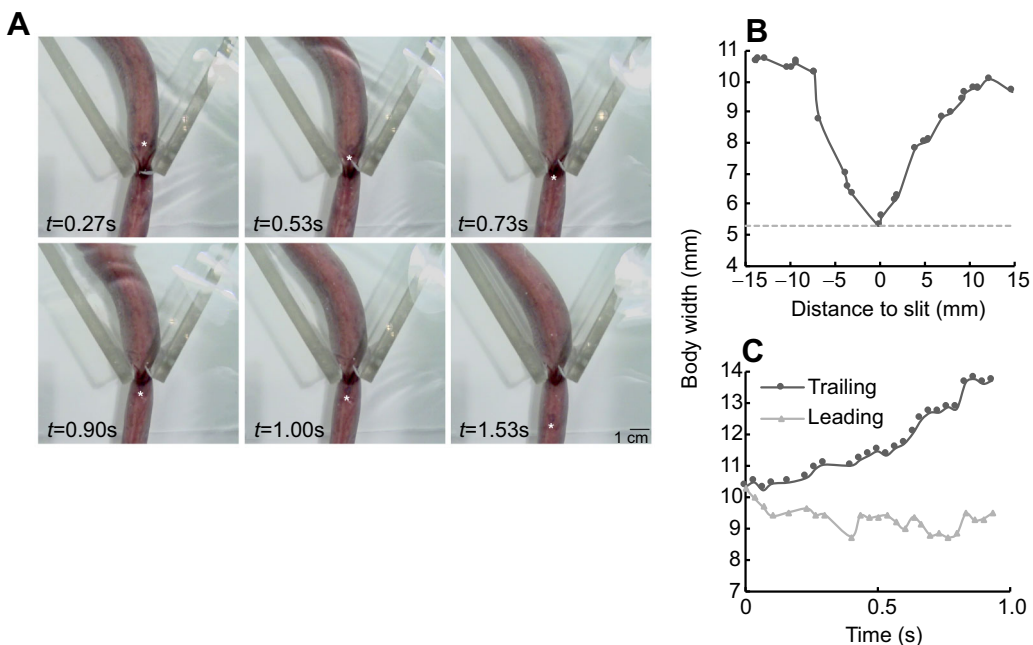 A
t=0.27s
t=0.53s
t=0.73s
t=0.90s
t=1.00s
t=1.53s
1 cm
B
11
10
9
8
7
6
5
4
–15 –10 –5 0 5 10 15
Distance to slit (mm)
Body width (mm)
C
14
13
12
11
10
9
8
7
Trailing
Leading
0 0.5 1.0
Time (s)